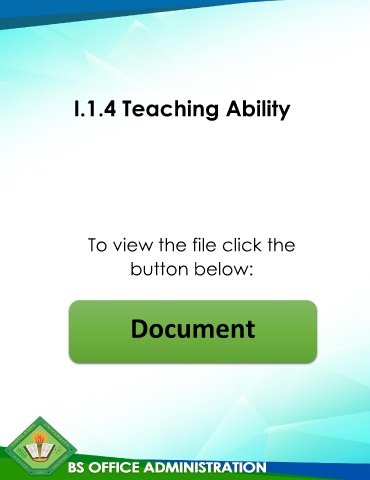 I.1.4 Teaching Ability
To view the file click the
button below:
Document
BS OFFICE ADMINISTRATION